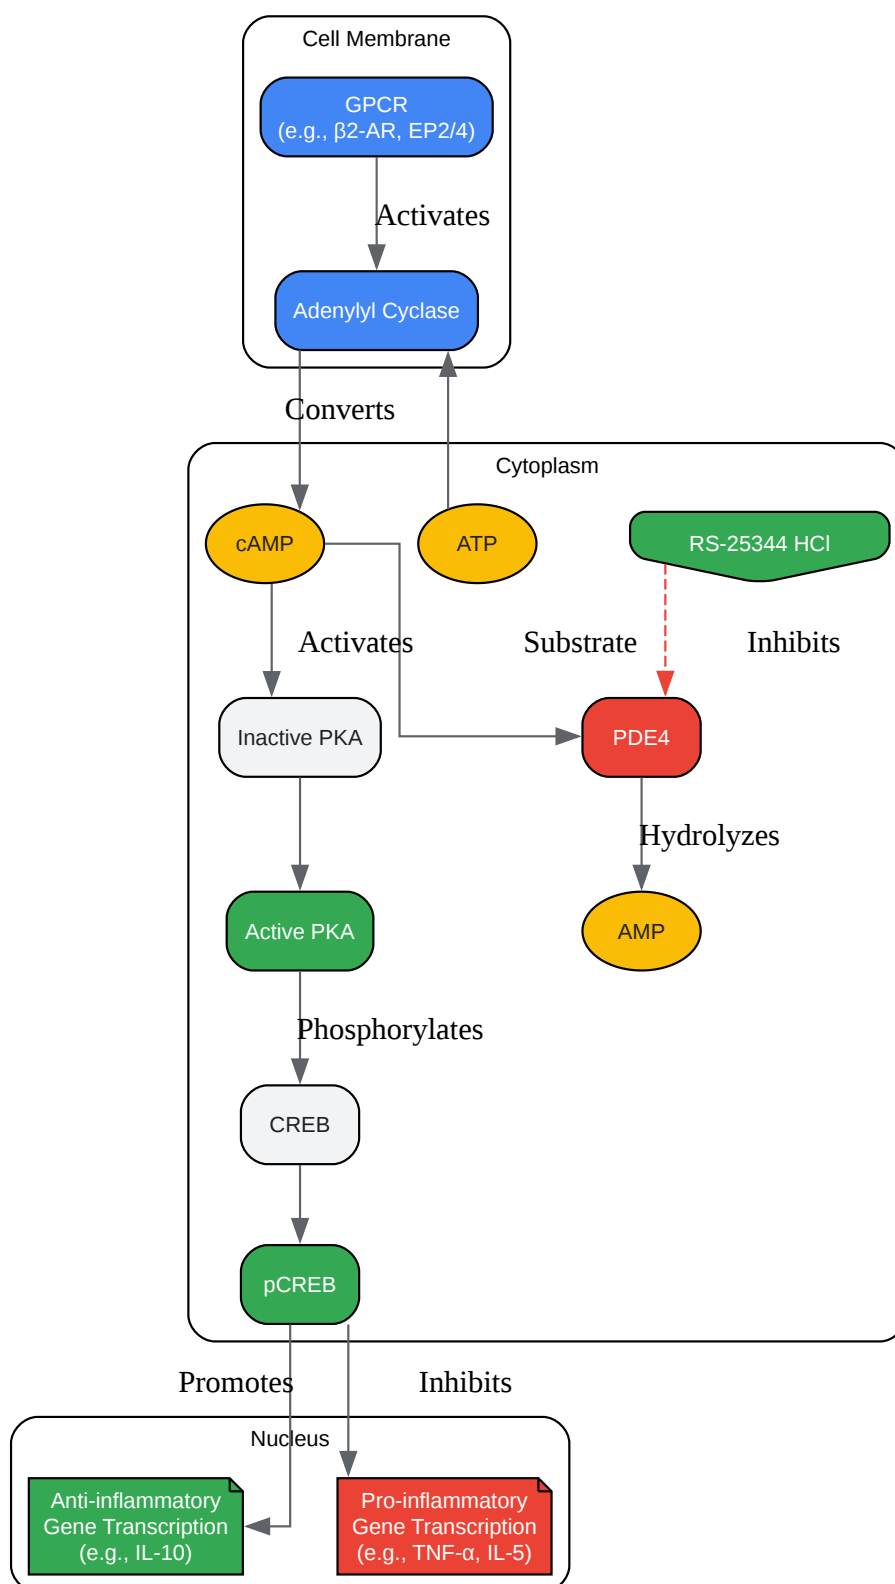 Cell Membrane
GPCR
(e.g., β2-AR, EP2/4)
Activates
Adenylyl Cyclase
Converts
Cytoplasm
cAMP
ATP
RS-25344 HCl
Activates
Substrate
Inhibits
Inactive PKA
PDE4
Hydrolyzes
Active PKA
AMP
Phosphorylates
CREB
pCREB
Promotes
Inhibits
Nucleus
Anti-inflammatory
Gene Transcription
(e.g., IL-10)
Pro-inflammatory
Gene Transcription
(e.g., TNF-α, IL-5)